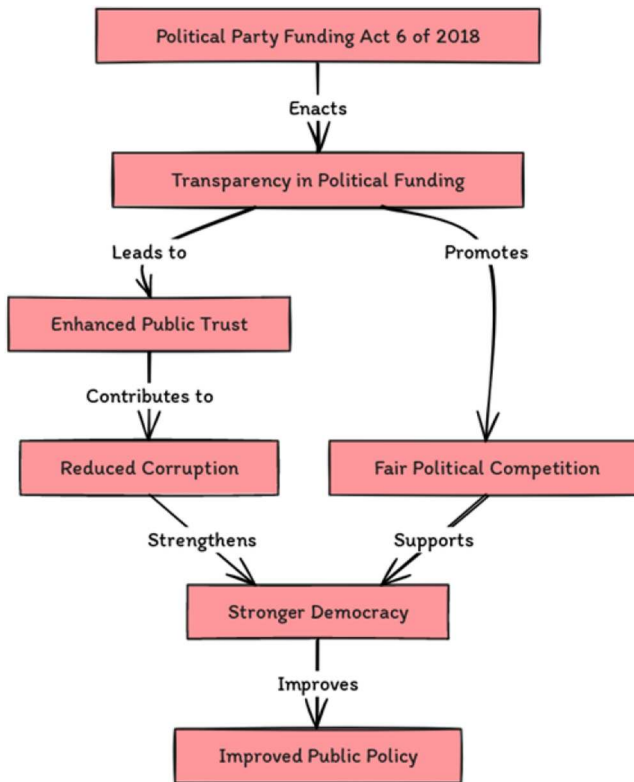 Political Party Funding Act 6 of 2018
Enacts
Transparency in Political Funding
Leads to
Promotes
Enhanced Public Trust
Contributes to
Reduced Corruption
Fair Political Competition
Strengthens
Supports
Stronger Democracy
Improves
Improved Public Policy